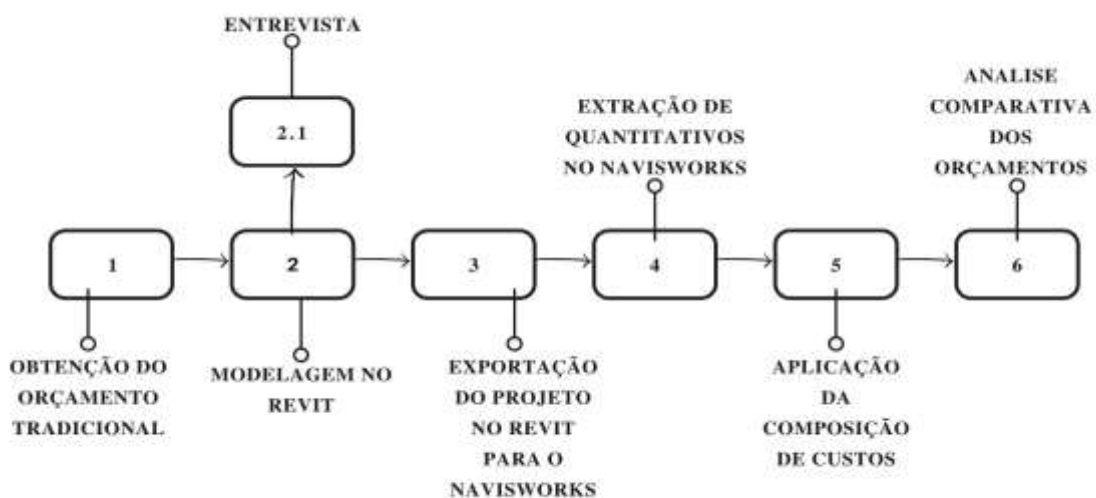 ENTREVISTA
2.1
EXTRAÇÃO DE
QUANTITATIVOS
NO NAVISWORKS
ANALISE
COMPARATIVA
DOS
ORÇAMENTOS
1
2
3
4
5
6
OBTENÇÃO DO
ORÇAMENTO
TRADICIONAL
MODELAGEM NO
REVIT
EXPORTAÇÃO
DO PROJETO
NO REVIT
PARA O
NAVISWORKS
APLICAÇÃO
DA
COMPOSIÇÃO
DE CUSTOS